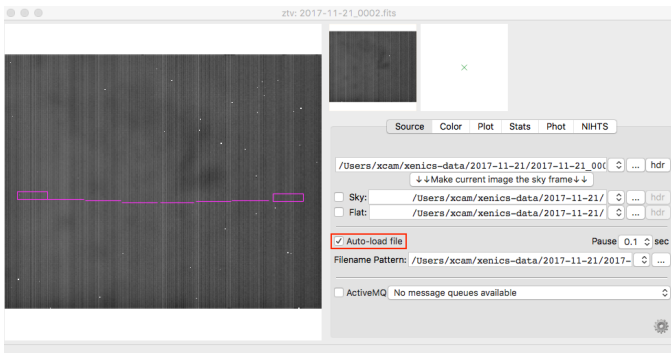 ztv: 2017-11-21_0002.fits
Source Color Plot Stats Phot NIHTS
/Users/xcam/xenics-data/2017-11-21/2017-11-21_000 ... hdr
↓↓Make current image the sky frame↓↓
Sky: /Users/xcam/xenics-data/2017-11-21/ ... hdr
Flat: /Users/xcam/xenics-data/2017-11-21/ ... hdr
Auto-load file Pause 0.1 sec
Filename Pattern: /Users/xcam/xenics-data/2017-11-21/2017- ...
ActiveMQ No message queues available